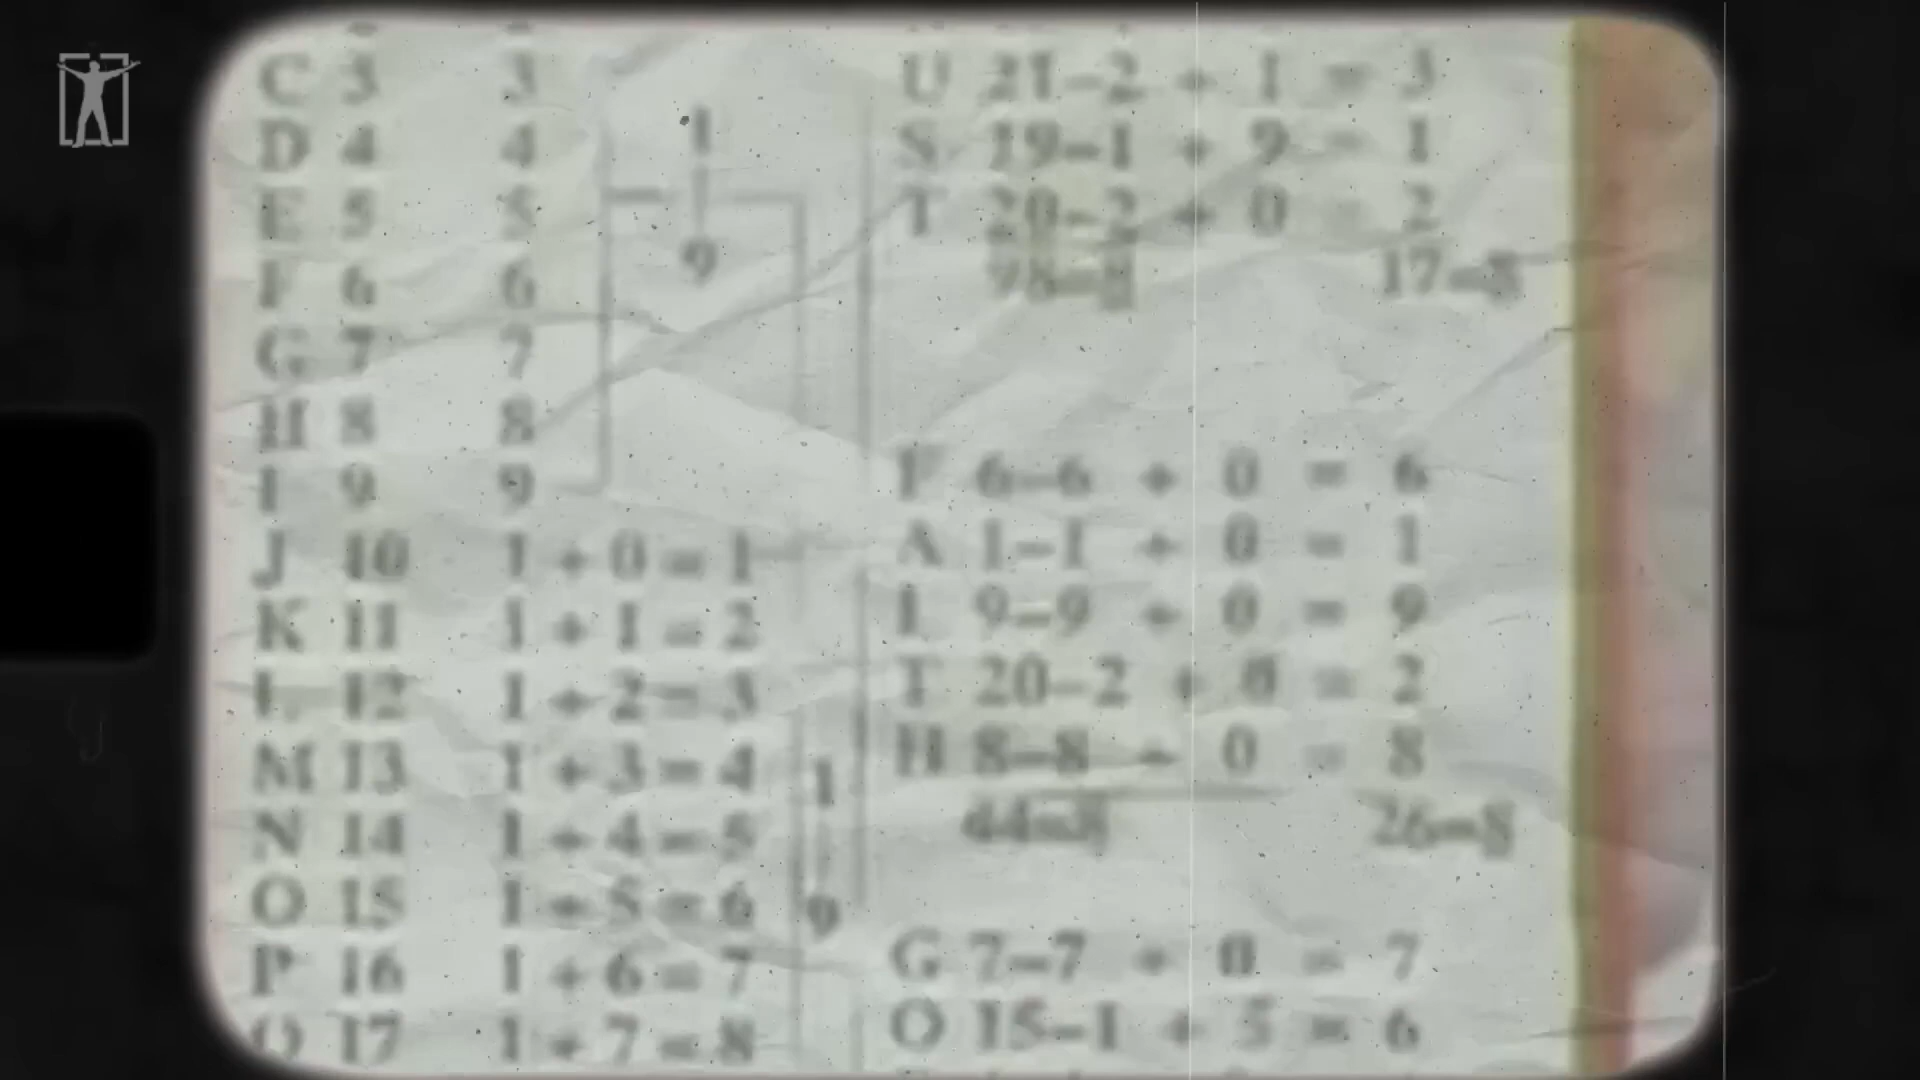 C 3 3
D 4 4
E 5 5
F 6 6
G 7 7
H 8 8
I 9 9
J 10 1 + 0 = 1
K 11 1 + 1 = 2
L 12 1 + 2 = 3
M 13 1 + 3 = 4
N 14 1 + 4 = 5
O 15 1 + 5 = 6
P 16 1 + 6 = 7
Q 17 1 + 7 = 8
1
9
1
9
U 21–2 + 1 = 3
S 19–1 + 9 = 1
T 20–2 + 0 = 2
98=8 17=8
F 6–6 + 0 = 6
A 1–1 + 0 = 1
I 9–9 + 0 = 9
T 20–2 + 0 = 2
H 8–8 + 0 = 8
44=8 26=8
G 7–7 + 0 = 7
O 15–1 + 5 = 6